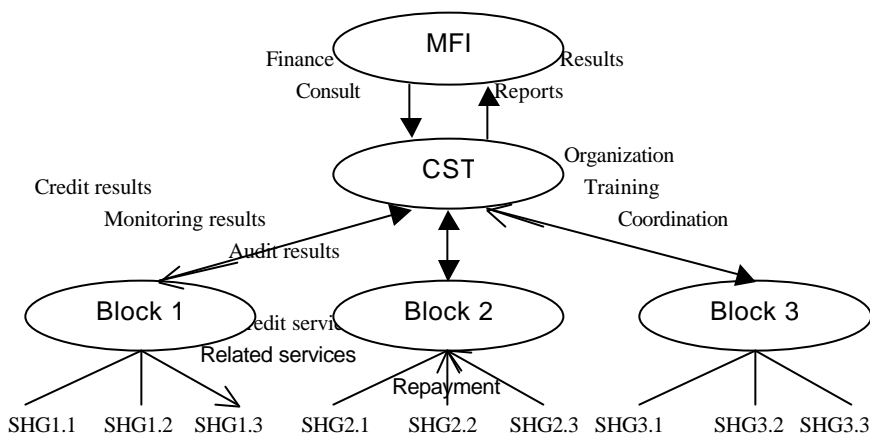 MFI
Finance
Results
Consult
Reports
CST
Organization
Credit results
Training
Monitoring results
Coordination
Audit results
Block 1
Block 2
Block 3
redit servic
Related services
Repayment
SHG1.1 SHG1.2 SHG1.3 SHG2.1 SHG2.2 SHG2.3 SHG3.1 SHG3.2 SHG3.3